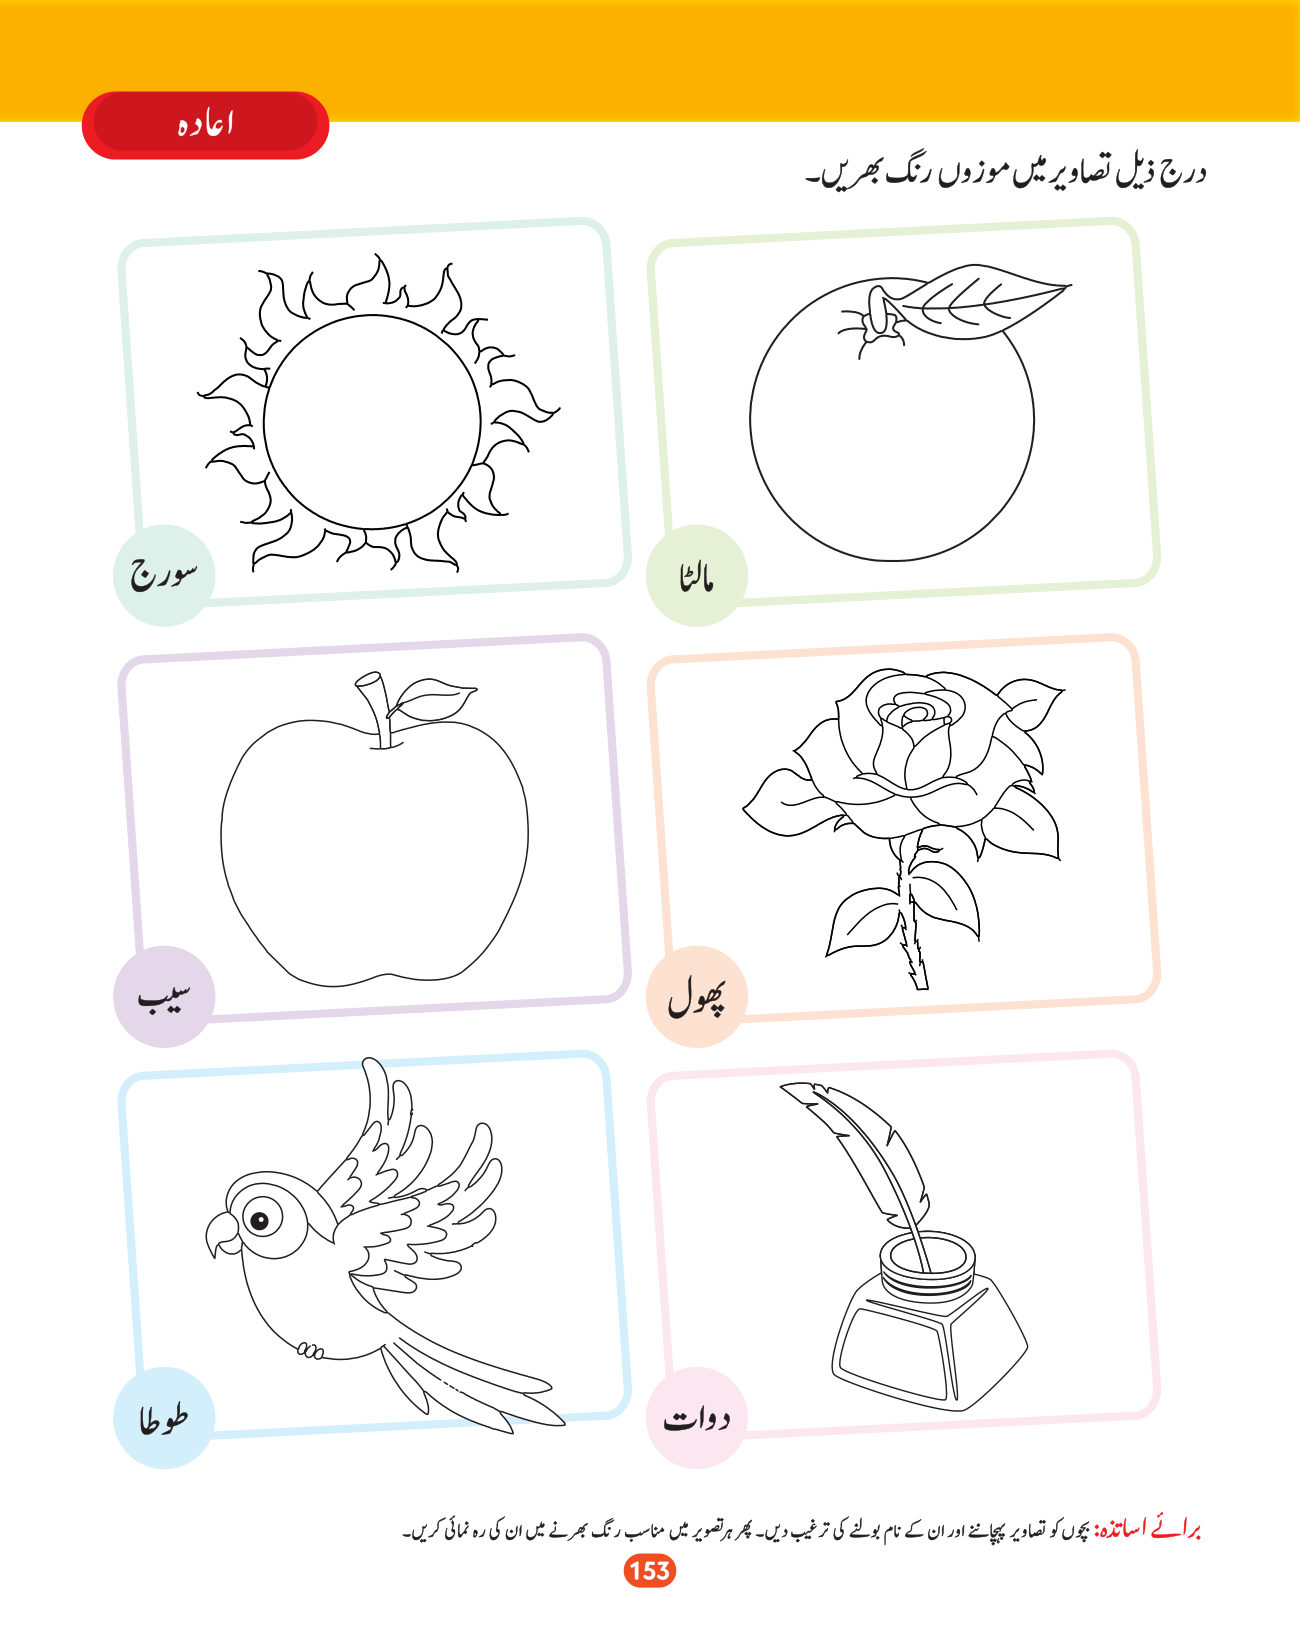 اعادہ
درج ذیل تصاویر میں موزوں رنگ بھریں۔
مالٹا
سورج
پھول
سیب
دوات
طوطا
برائے اساتذہ: بچوں کو تصاویر پہچاننے اور ان کے نام بولنے کی ترغیب دیں۔ پھر ہر تصویر میں مناسب رنگ بھرنے میں ان کی رہ نمائی کریں۔
153